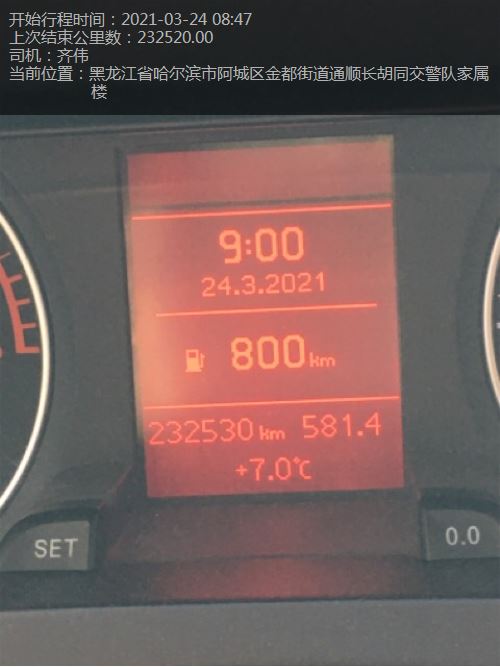 开始行程时间：2021-03-24 08:47
上次结束公里数：232520.00
司机：齐伟
当前位置：黑龙江省哈尔滨市阿城区金都街道通顺长胡同交警队家属
楼
9:00
24.3.2021
800km
232530km 581.4
+7.0℃
SET
0.0